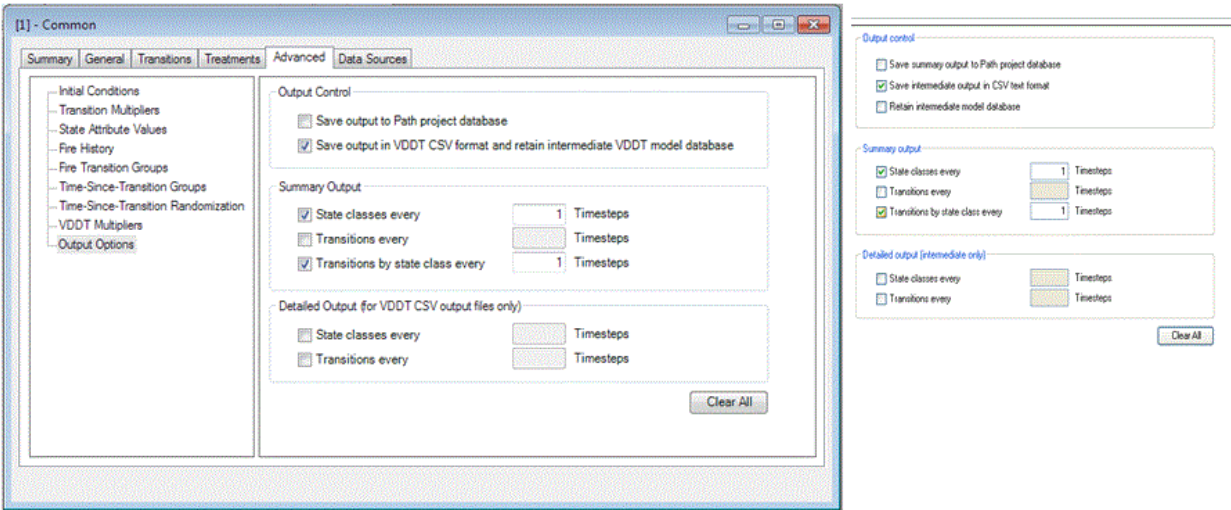 [1] - Common
Summary General Transitions Treatments Advanced Data Sources
Initial Conditions
Transition Multipliers
State Attribute Values
Fire History
Fire Transition Groups
Time-Since-Transition Groups
Time-Since-Transition Randomization
VDDT Multipliers
Output Options
Output Control
Save output to Path project database
Save output in VDDT CSV format and retain intermediate VDDT model database
Summary Output
State classes every 1 Timesteps
Transitions every Timesteps
Transitions by state class every 1 Timesteps
Detailed Output (for VDDT CSV output files only)
State classes every Timesteps
Transitions every Timesteps
Clear All
Output control
Save summary output to Path project database
Save intermediate output in CSV text format
Retain intermediate model database
Summary output
State classes every 1 Timesteps
Transitions every Timesteps
Transitions by state class every 1 Timesteps
Detailed output (intermediate only)
State classes every Timesteps
Transitions every Timesteps
Clear All